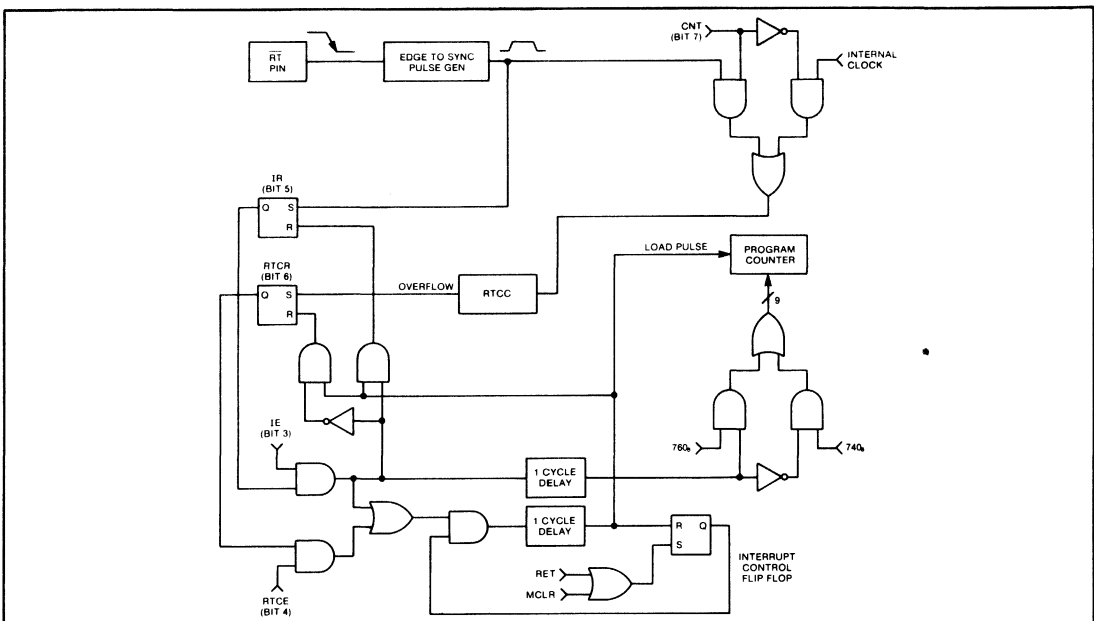 CNT
(BIT 7)
RT
PIN
EDGE TO SYNC
PULSE GEN
INTERNAL
CLOCK
IR
(BIT 5)
Q S
R
LOAD PULSE
PROGRAM
COUNTER
RTCR
(BIT 6)
Q S
R
OVERFLOW
RTCC
9
IE
(BIT 3)
760₈
740₈
1 CYCLE
DELAY
1 CYCLE
DELAY
R Q
S
INTERRUPT
CONTROL
FLIP FLOP
RET
MCLR
RTCE
(BIT 4)